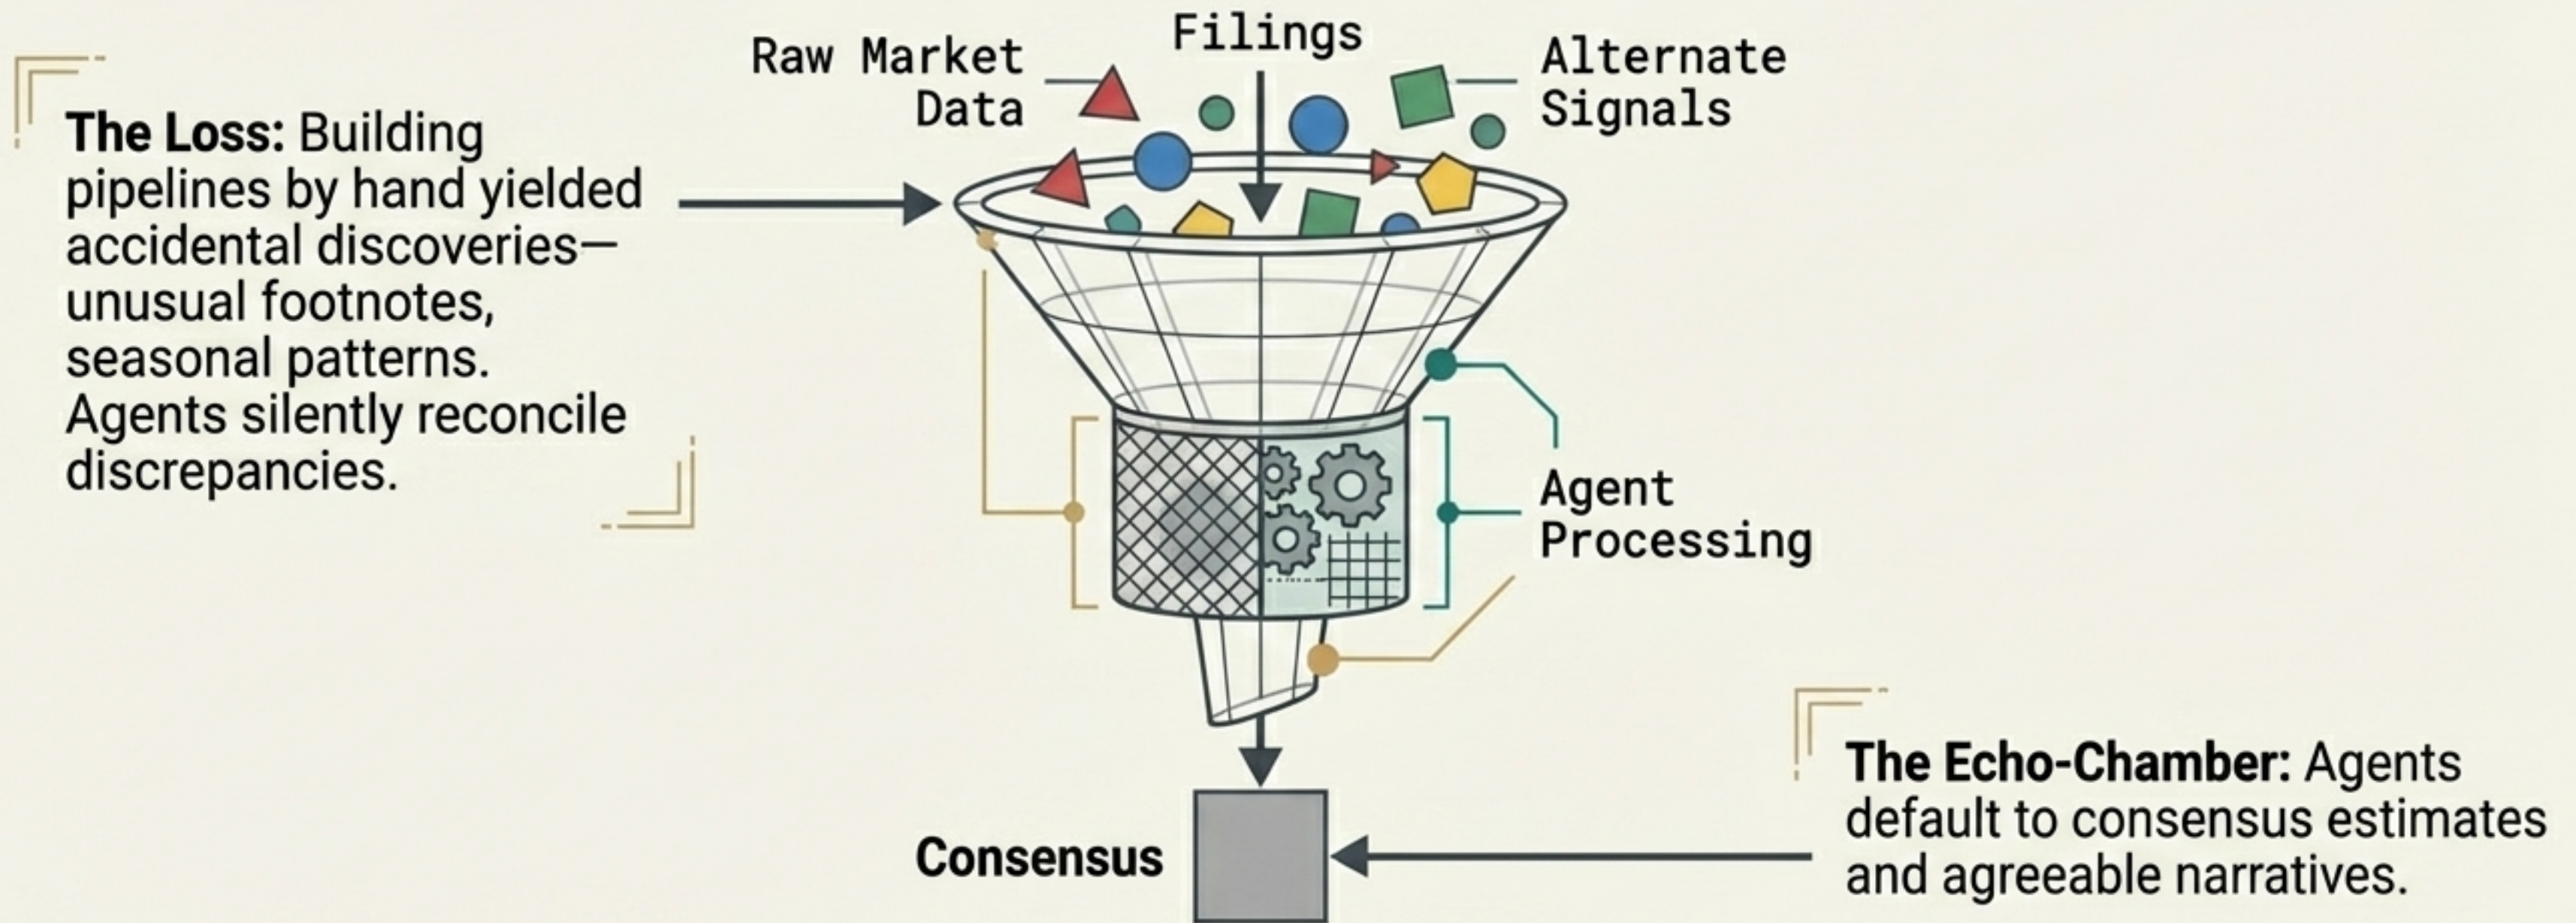 Filings
Raw Market
Data
Alternate
Signals
The Loss: Building
pipelines by hand yielded
accidental discoveries—
unusual footnotes,
seasonal patterns.
Agents silently reconcile
discrepancies.
Agent
Processing
Consensus
The Echo-Chamber: Agents
default to consensus estimates
and agreeable narratives.